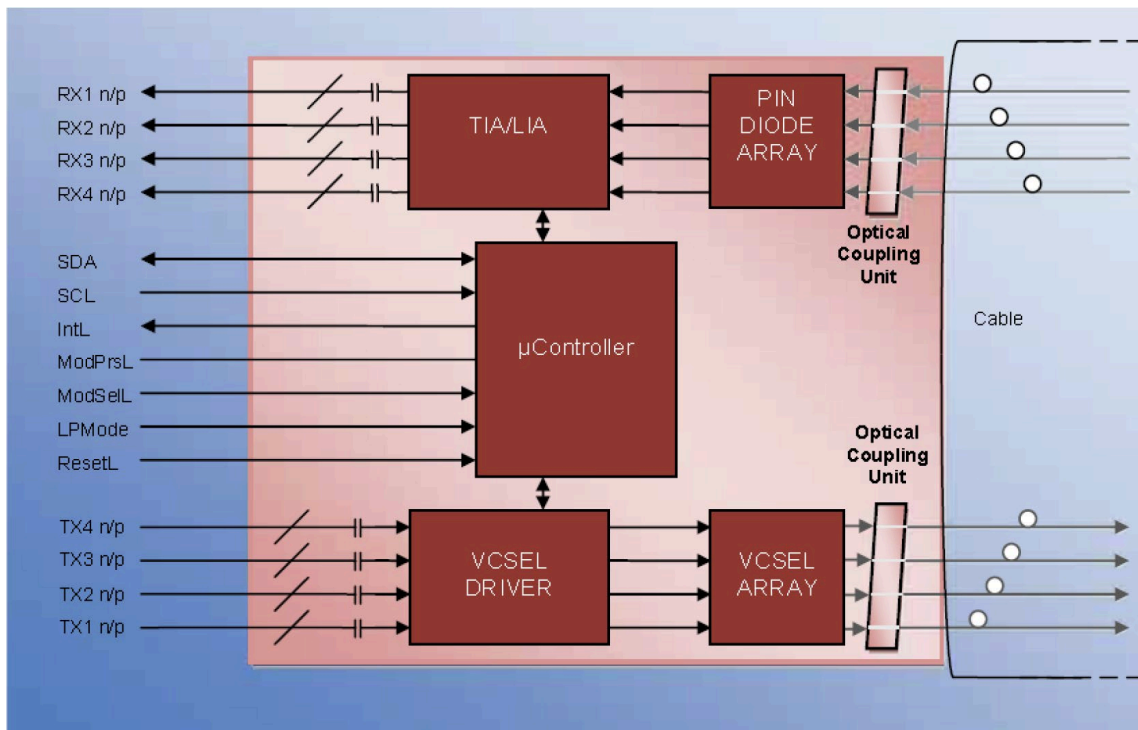 RX1 n/p
RX2 n/p
RX3 n/p
RX4 n/p
TIA/LIA
PIN
DIODE
ARRAY
Optical
Coupling
Unit
SDA
SCL
IntL
ModPrsL
ModSelL
LPMode
ResetL
µController
Cable
Optical
Coupling
Unit
TX4 n/p
TX3 n/p
TX2 n/p
TX1 n/p
VCSEL
DRIVER
VCSEL
ARRAY